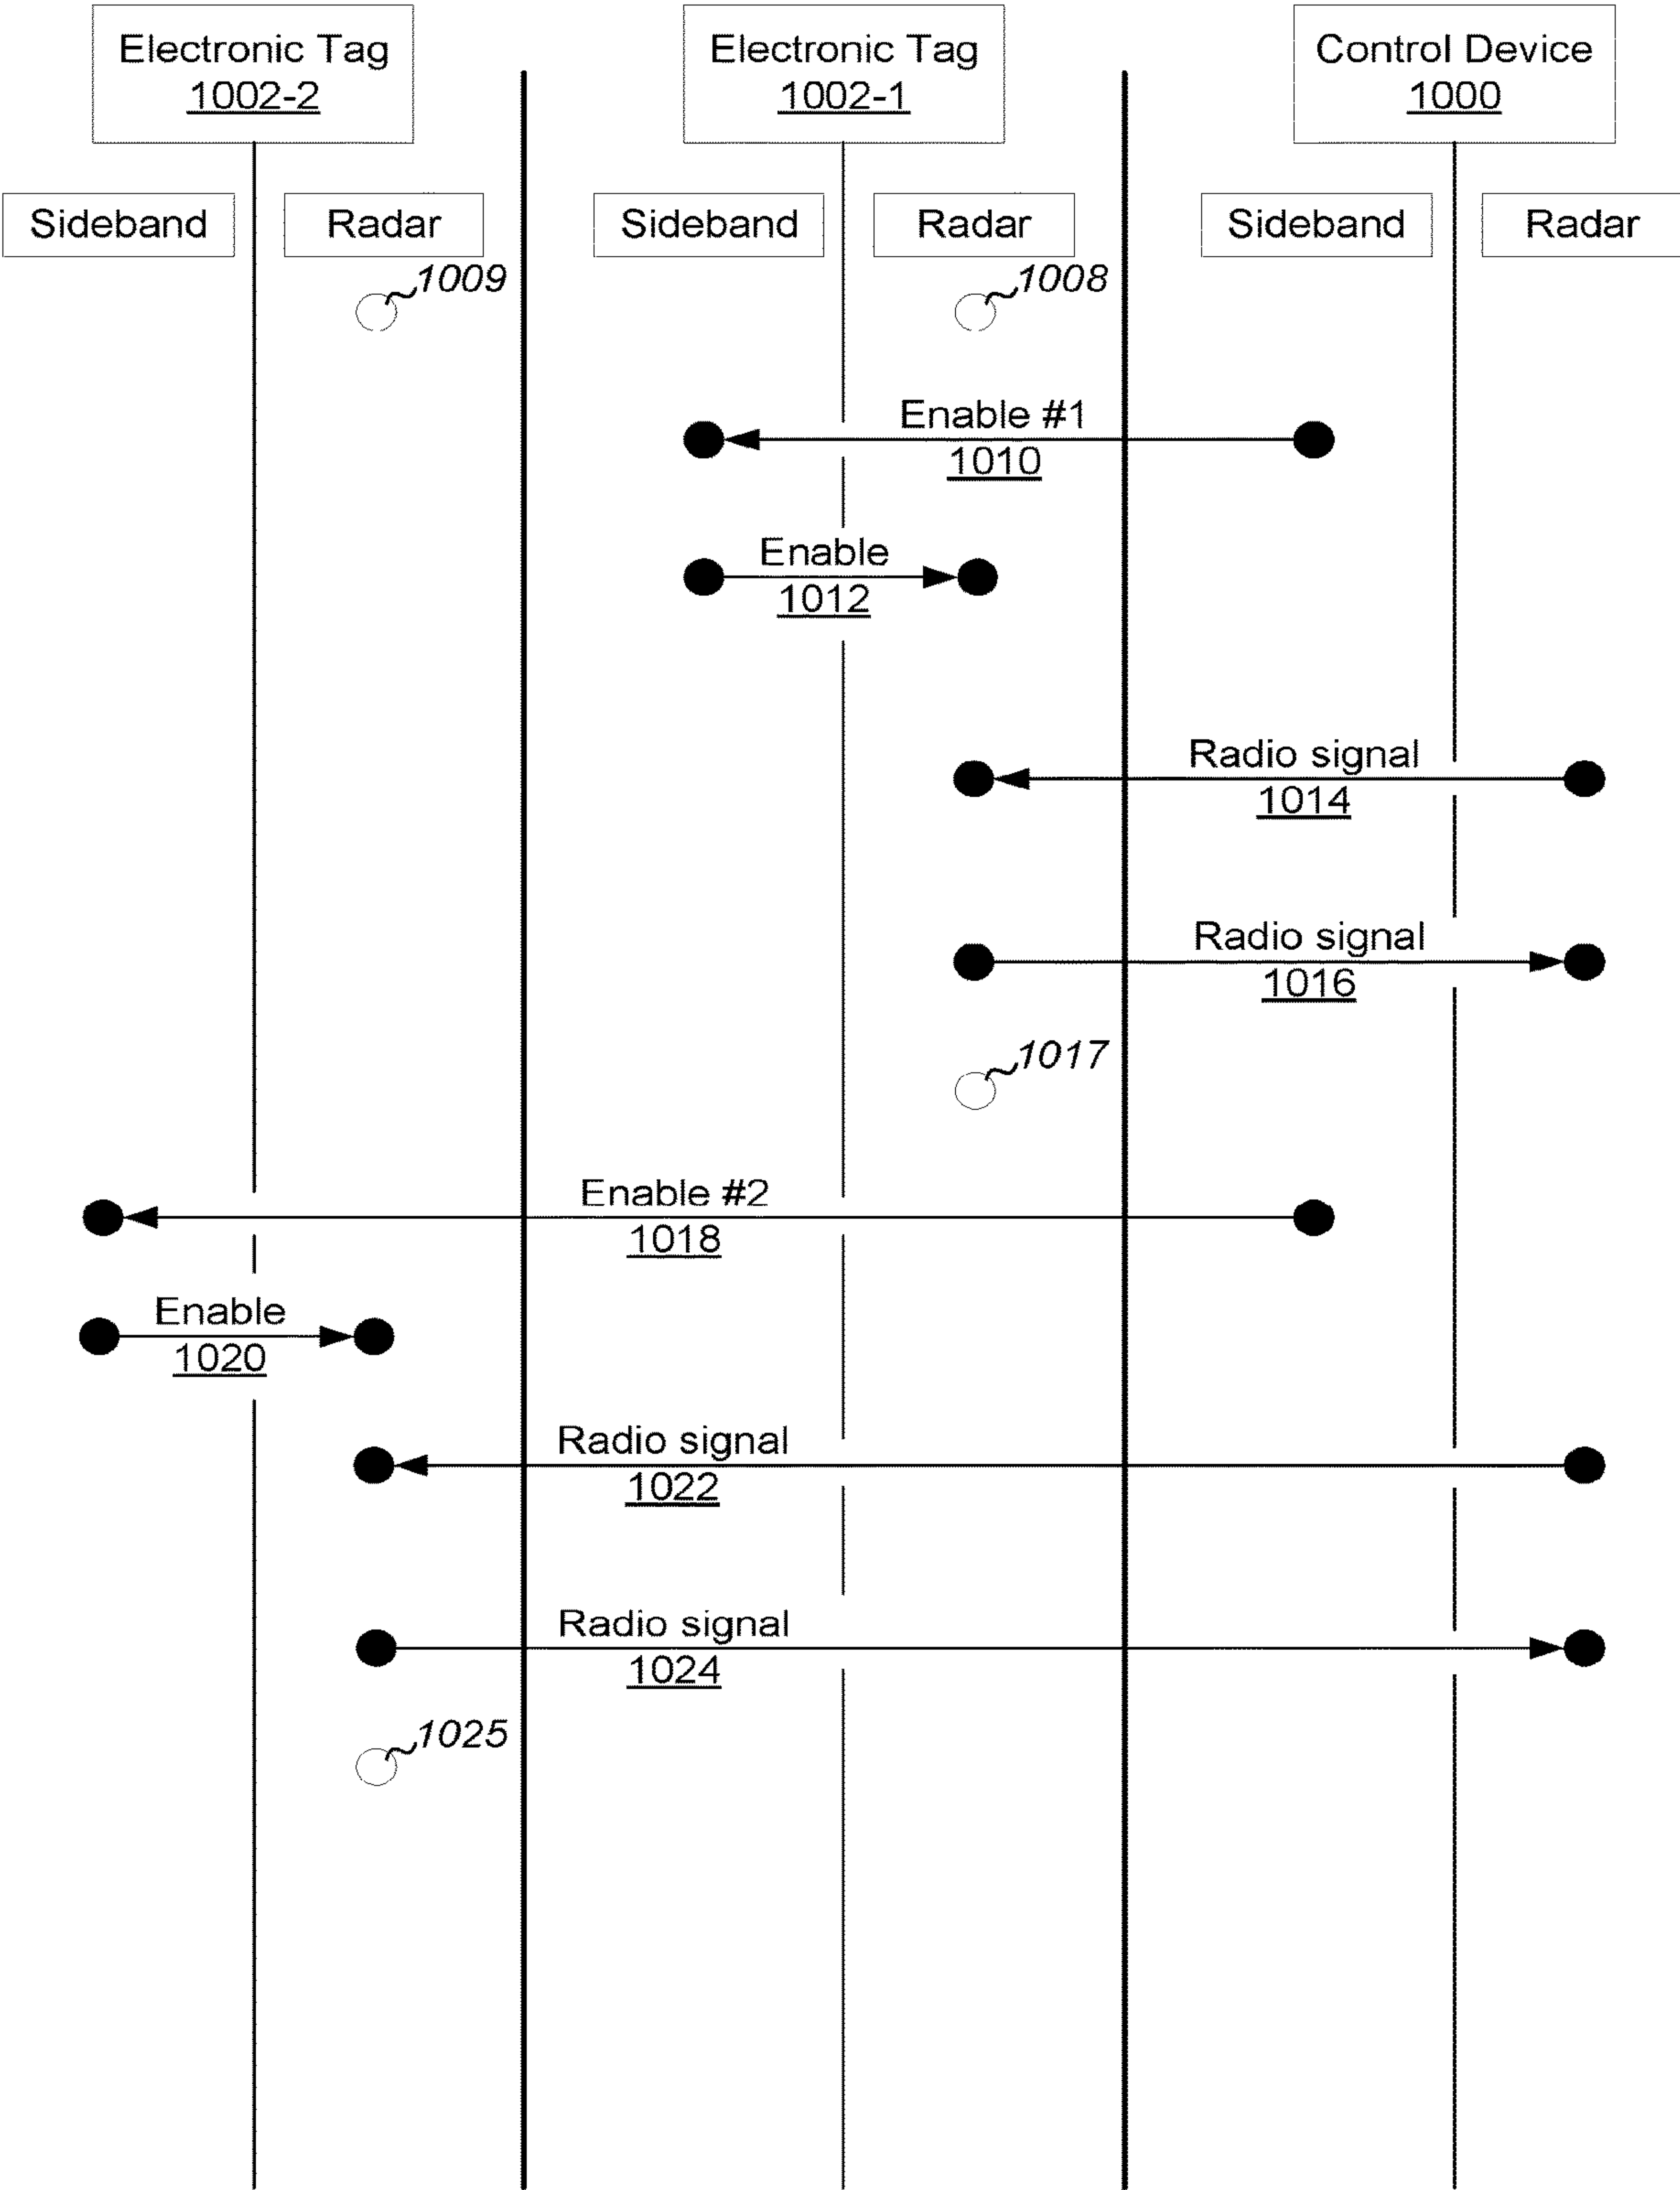 Electronic Tag
1002-2
Electronic Tag
1002-1
Control Device
1000
Sideband
Radar
Sideband
Radar
Sideband
Radar
1009
1008
Enable #1
1010
Enable
1012
Radio signal
1014
Radio signal
1016
1017
Enable #2
1018
Enable
1020
Radio signal
1022
Radio signal
1024
1025